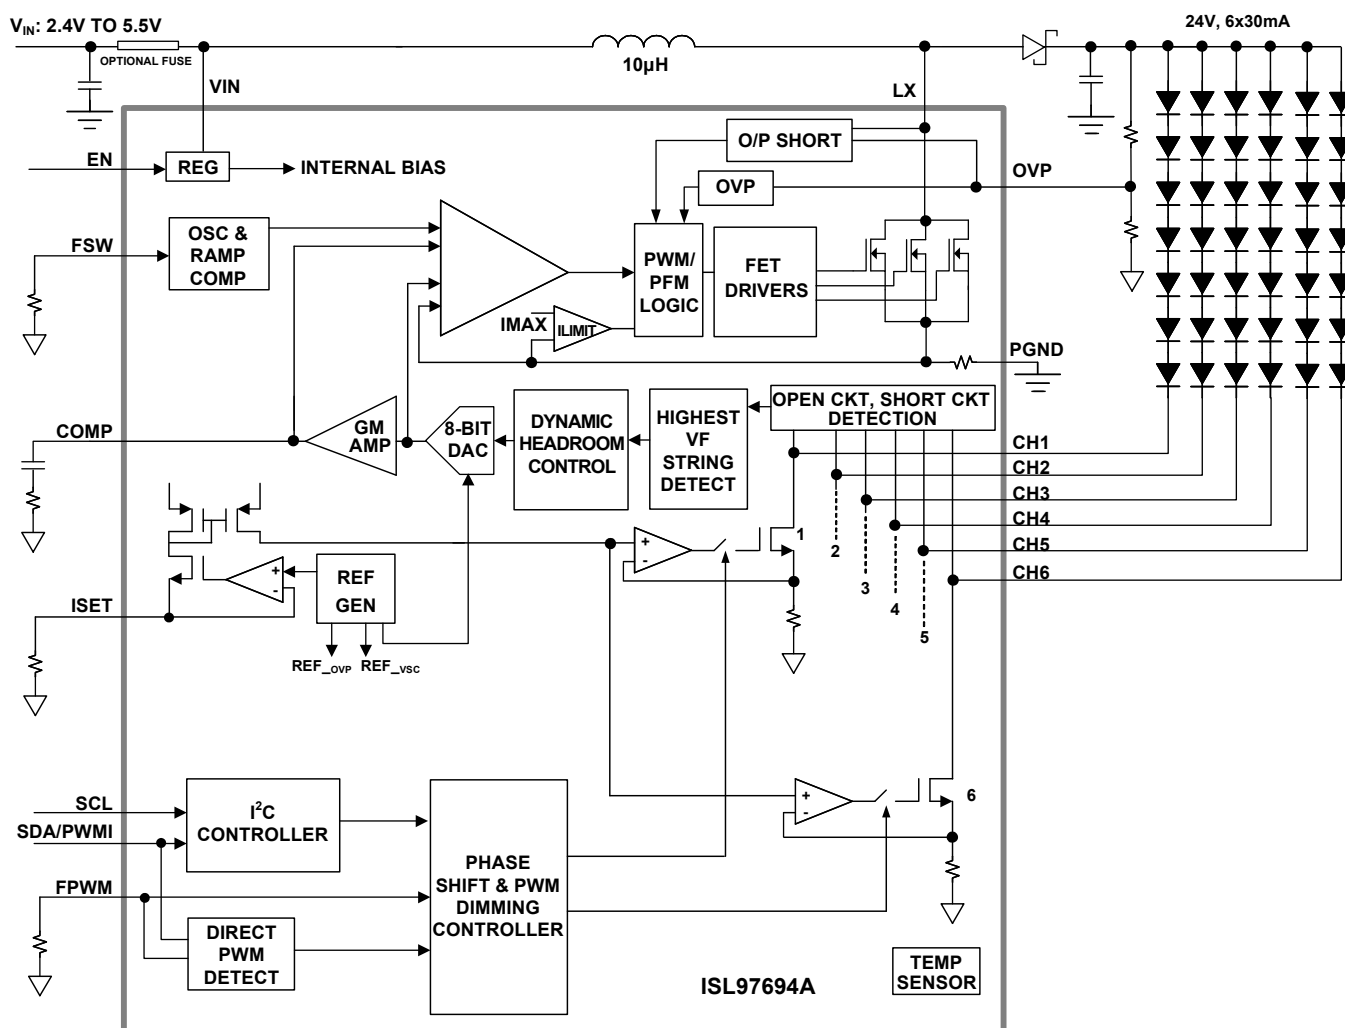 V_IN: 2.4V TO 5.5V
24V, 6x30mA
OPTIONAL FUSE
10µH
VIN
LX
O/P SHORT
EN
REG
INTERNAL BIAS
OVP
OVP
FSW
OSC &
RAMP
COMP
PWM/
PFM
LOGIC
FET
DRIVERS
IMAX
ILIMIT
PGND
OPEN CKT, SHORT CKT
DETECTION
COMP
GM
AMP
8-BIT
DAC
DYNAMIC
HEADROOM
CONTROL
HIGHEST
VF
STRING
DETECT
CH1
CH2
CH3
CH4
CH5
CH6
+
-
1
2
3
4
5
+
-
REF
GEN
ISET
REF_OVP
REF_VSC
+
-
6
SCL
SDA/PWMI
I²C
CONTROLLER
FPWM
PHASE
SHIFT & PWM
DIMMING
CONTROLLER
DIRECT
PWM
DETECT
TEMP
SENSOR
ISL97694A